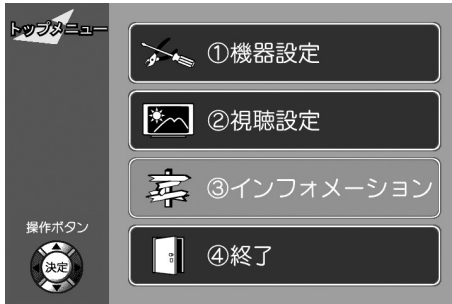 トップメニュー
①機器設定
②視聴設定
③インフォメーション
④終了
操作ボタン
決定